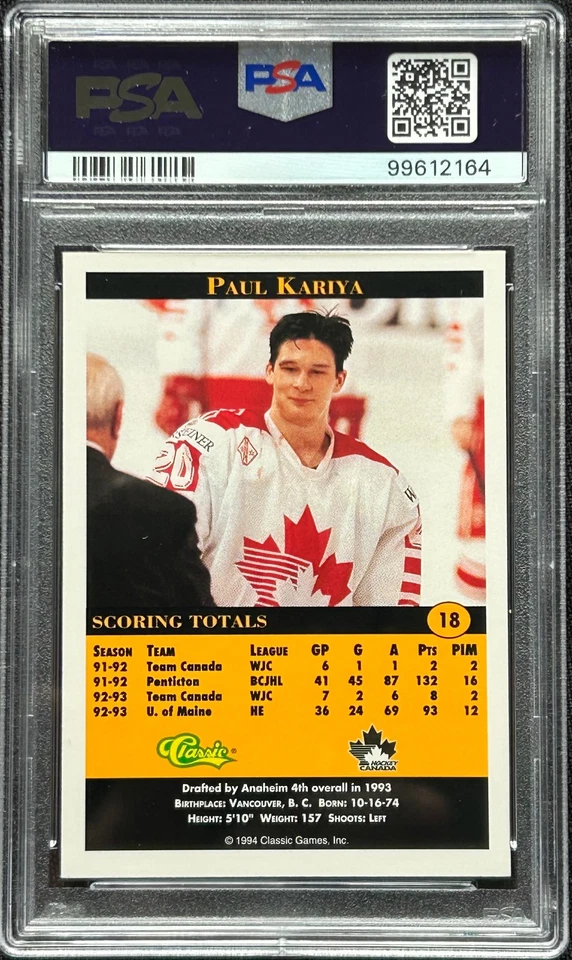 PSA
PSA
99612164
PAUL KARIYA
STEINER
20
SCORING TOTALS
18
SEASON TEAM LEAGUE GP G A PTS PIM
91-92 Team Canada WJC 6 1 1 2 2
91-92 Penticton BCJHL 41 45 87 132 16
92-93 Team Canada WJC 7 2 6 8 2
92-93 U. of Maine HE 36 24 69 93 12
Classic®
HOCKEY
CANADA
Drafted by Anaheim 4th overall in 1993
BIRTHPLACE: VANCOUVER, B. C. BORN: 10-16-74
HEIGHT: 5'10" WEIGHT: 157 SHOOTS: LEFT
© 1994 Classic Games, Inc.